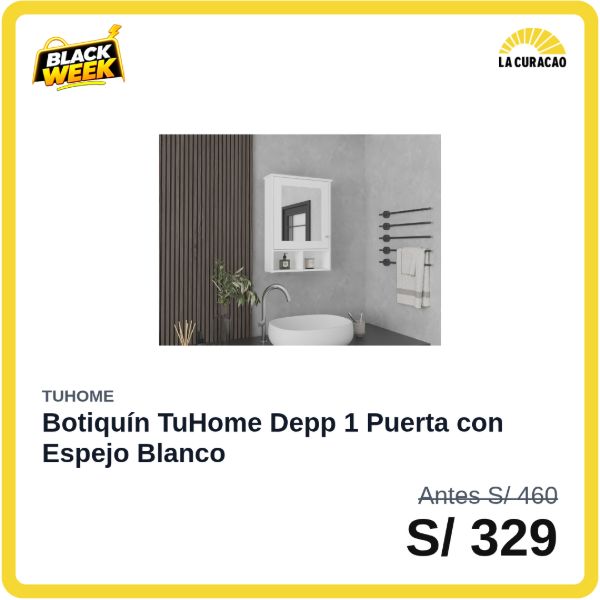 BLACK
WEEK
LA CURACAO
TUHOME
Botiquín TuHome Depp 1 Puerta con
Espejo Blanco
Antes S/ 460
S/ 329